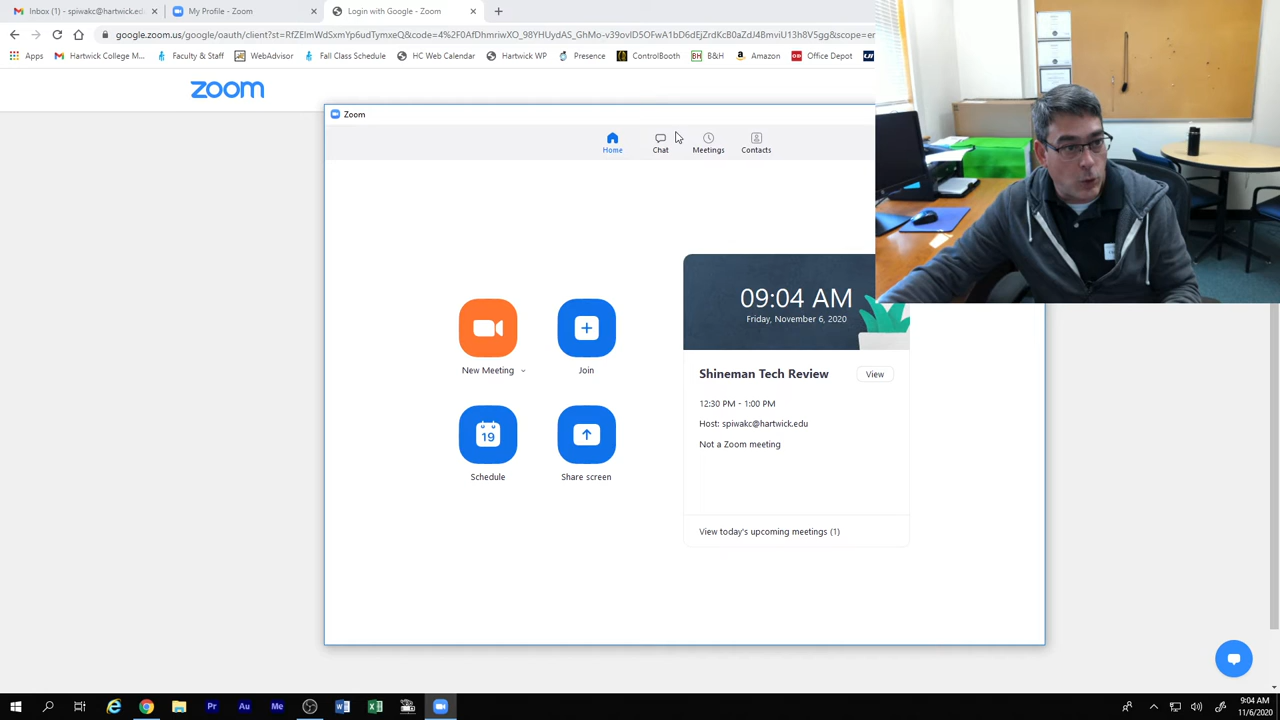 Inbox (1) - spiwakc@hartwick.ed
My Profile - Zoom
Login with Google - Zoom
Apps
Hartwick College M...
WebAdvisor
Fall Class Schedule
HC Wide Calendar
Hartwick WP
Presence
ControlBooth
B&H
Amazon
Office Depot
zoom
Zoom
Home
Chat
Meetings
Contacts
09:04 AM
Friday, November 6, 2020
New Meeting
Join
Shineman Tech Review
View
12:30 PM - 1:00 PM
Host: spiwakc@hartwick.edu
Not a Zoom meeting
19
Schedule
Share screen
View today's upcoming meetings (1)
Pr
Au
Me
9:04 AM
11/6/2020